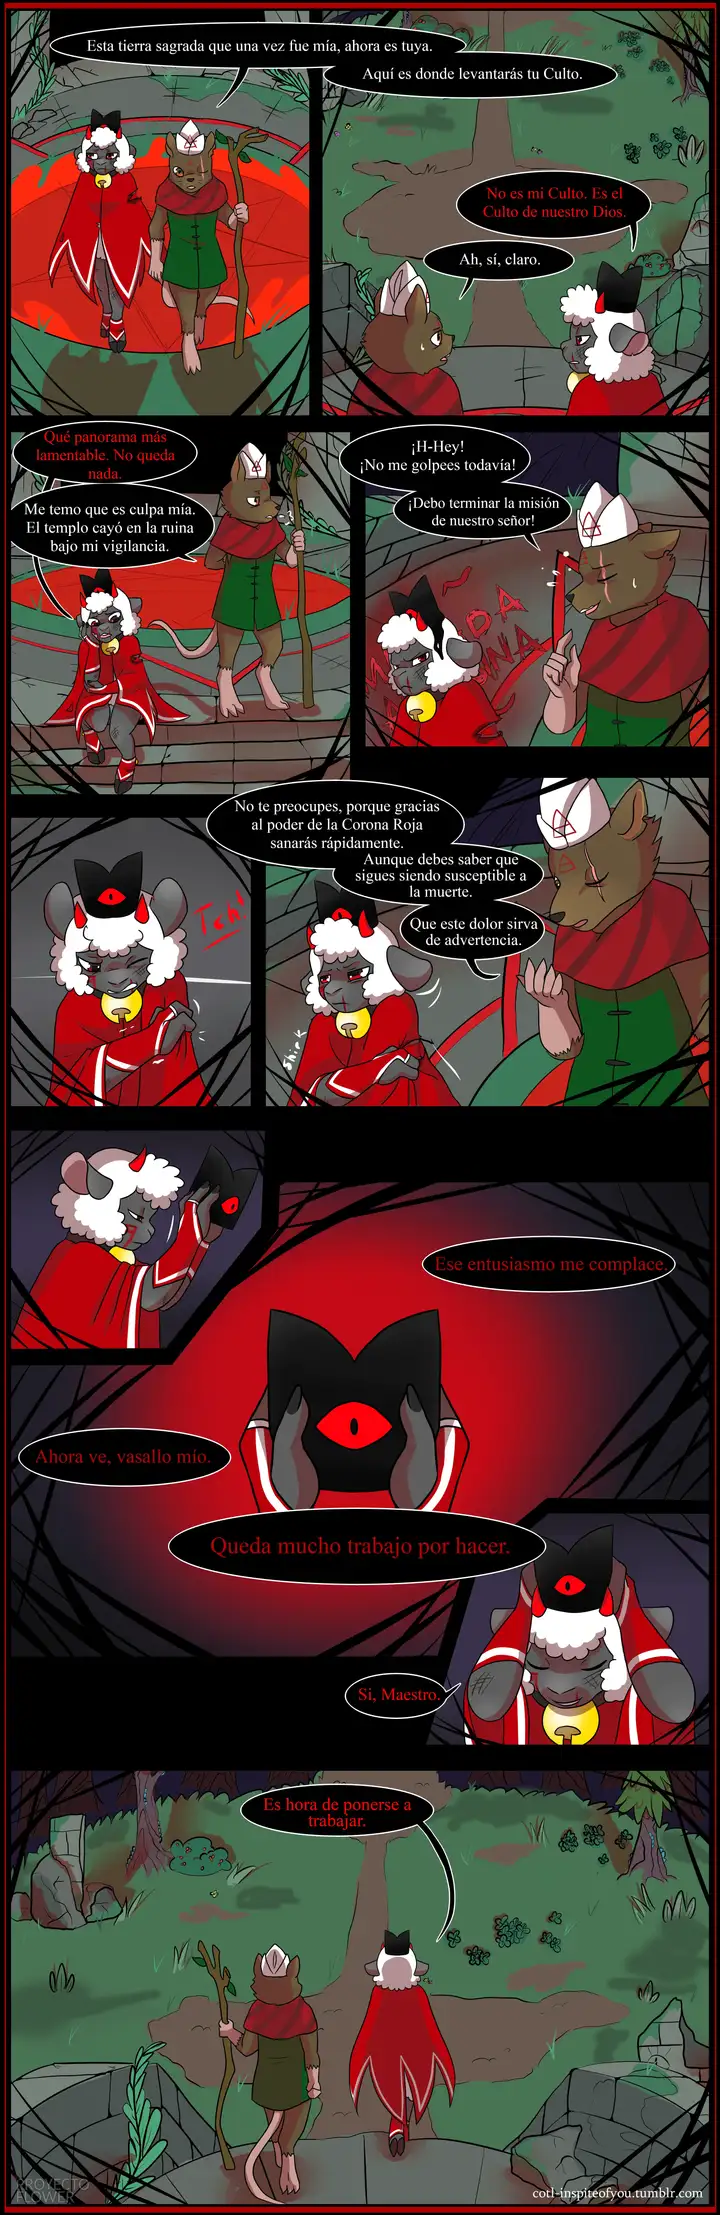 Esta tierra sagrada que una vez fue mía, ahora es tuya.
Aquí es donde levantarás tu Culto.
No es mi Culto. Es el
Culto de nuestro Dios.
Ah, sí, claro.
Qué panorama más
lamentable. No queda
nada.
Me temo que es culpa mía.
El templo cayó en la ruina
bajo mi vigilancia.
¡H-Hey!
¡No me golpees todavía!
¡Debo terminar la misión
de nuestro señor!
Tch!
No te preocupes, porque gracias
al poder de la Corona Roja
sanarás rápidamente.
Aunque debes saber que
sigues siendo susceptible a
la muerte.
Que este dolor sirva
de advertencia.
Ese entusiasmo me complace.
Ahora ve, vasallo mío.
Queda mucho trabajo por hacer.
Si, Maestro.
Es hora de ponerse a
trabajar.
PROYECTO
FLOWER
cotl-inspiteofyou.tumblr.com